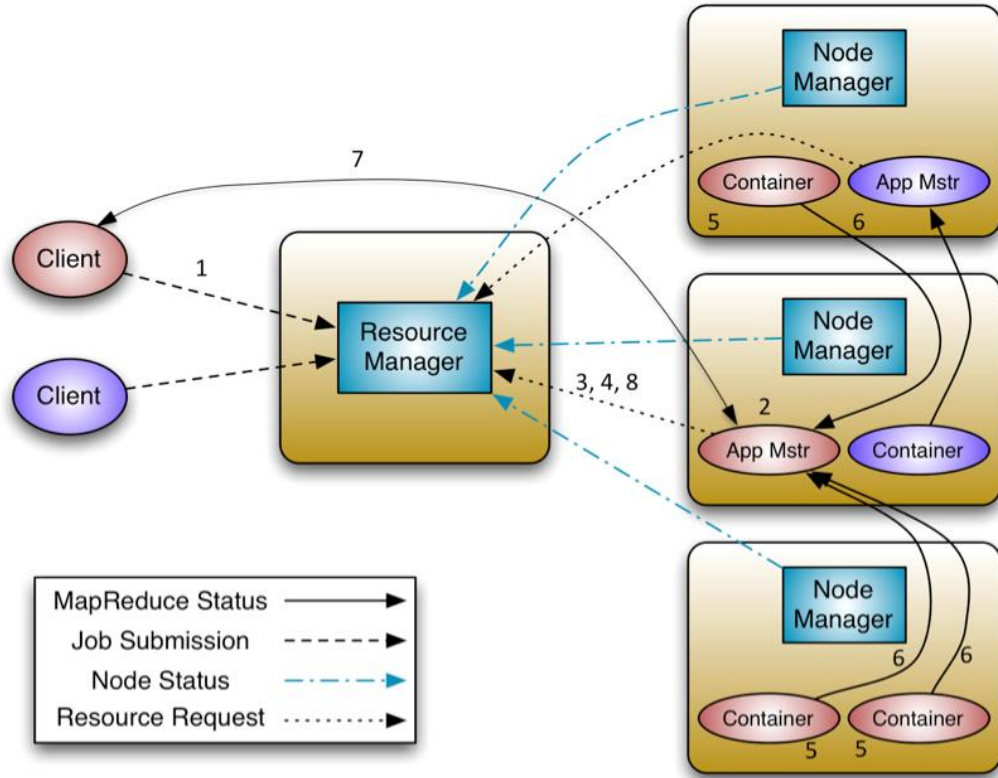 Node
Manager
7
Container
App Mstr
5
6
Client
1
Resource
Manager
Node
Manager
3, 4, 8
2
Client
App Mstr
Container
Node
Manager
6
6
Container
Container
5
5
MapReduce Status
Job Submission
Node Status
Resource Request